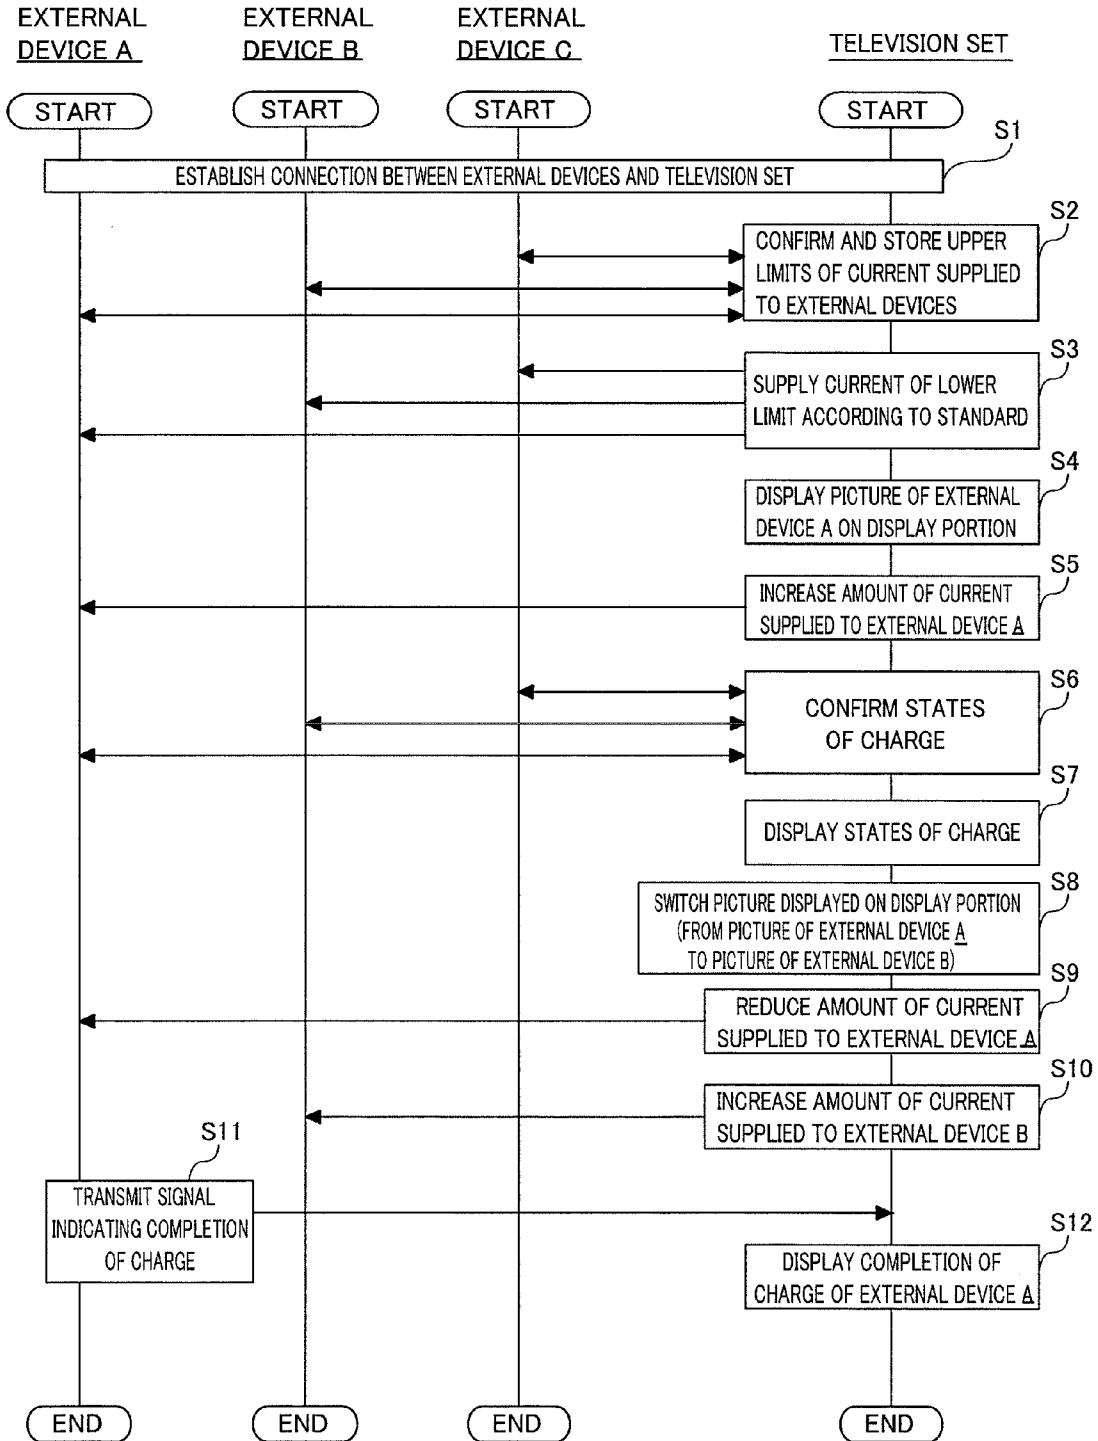 EXTERNAL
DEVICE A
EXTERNAL
DEVICE B
EXTERNAL
DEVICE C
TELEVISION SET
START
START
START
START
S1
ESTABLISH CONNECTION BETWEEN EXTERNAL DEVICES AND TELEVISION SET
S2
CONFIRM AND STORE UPPER
LIMITS OF CURRENT SUPPLIED
TO EXTERNAL DEVICES
S3
SUPPLY CURRENT OF LOWER
LIMIT ACCORDING TO STANDARD
S4
DISPLAY PICTURE OF EXTERNAL
DEVICE A ON DISPLAY PORTION
S5
INCREASE AMOUNT OF CURRENT
SUPPLIED TO EXTERNAL DEVICE A
S6
CONFIRM STATES
OF CHARGE
S7
DISPLAY STATES OF CHARGE
S8
SWITCH PICTURE DISPLAYED ON DISPLAY PORTION
(FROM PICTURE OF EXTERNAL DEVICE A
TO PICTURE OF EXTERNAL DEVICE B)
S9
REDUCE AMOUNT OF CURRENT
SUPPLIED TO EXTERNAL DEVICE A
S10
INCREASE AMOUNT OF CURRENT
SUPPLIED TO EXTERNAL DEVICE B
S11
TRANSMIT SIGNAL
INDICATING COMPLETION
OF CHARGE
S12
DISPLAY COMPLETION OF
CHARGE OF EXTERNAL DEVICE A
END
END
END
END